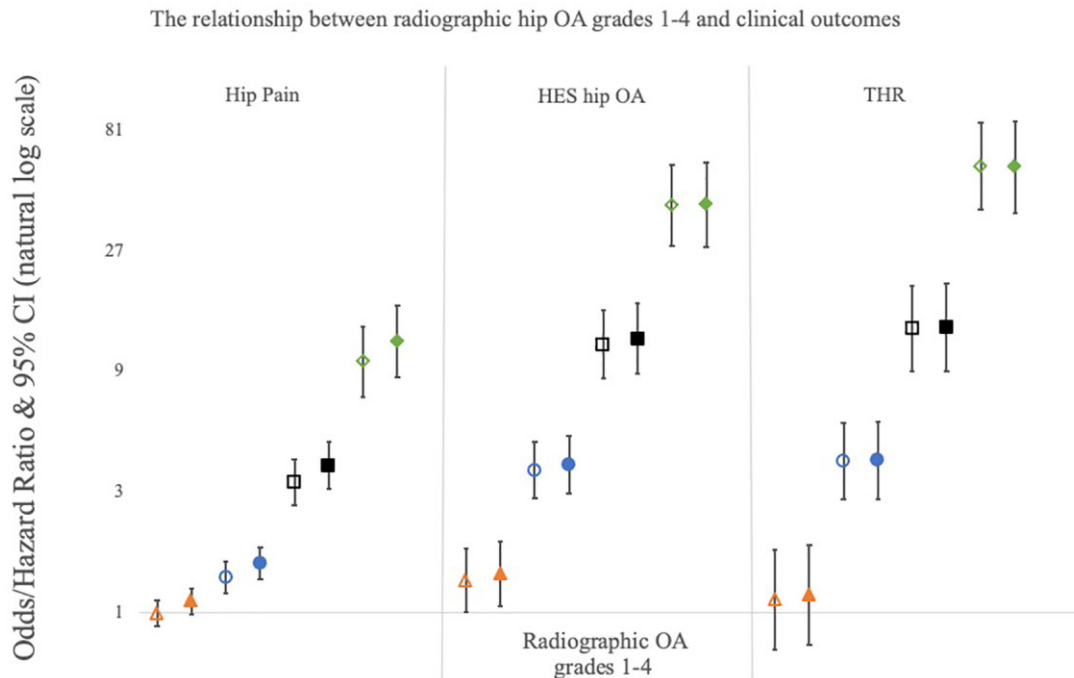 The relationship between radiographic hip OA grades 1-4 and clinical outcomes
Hip Pain
HES hip OA
THR
Odds/Hazard Ratio & 95% CI (natural log scale)
81
27
9
3
1
Radiographic OA
grades 1-4